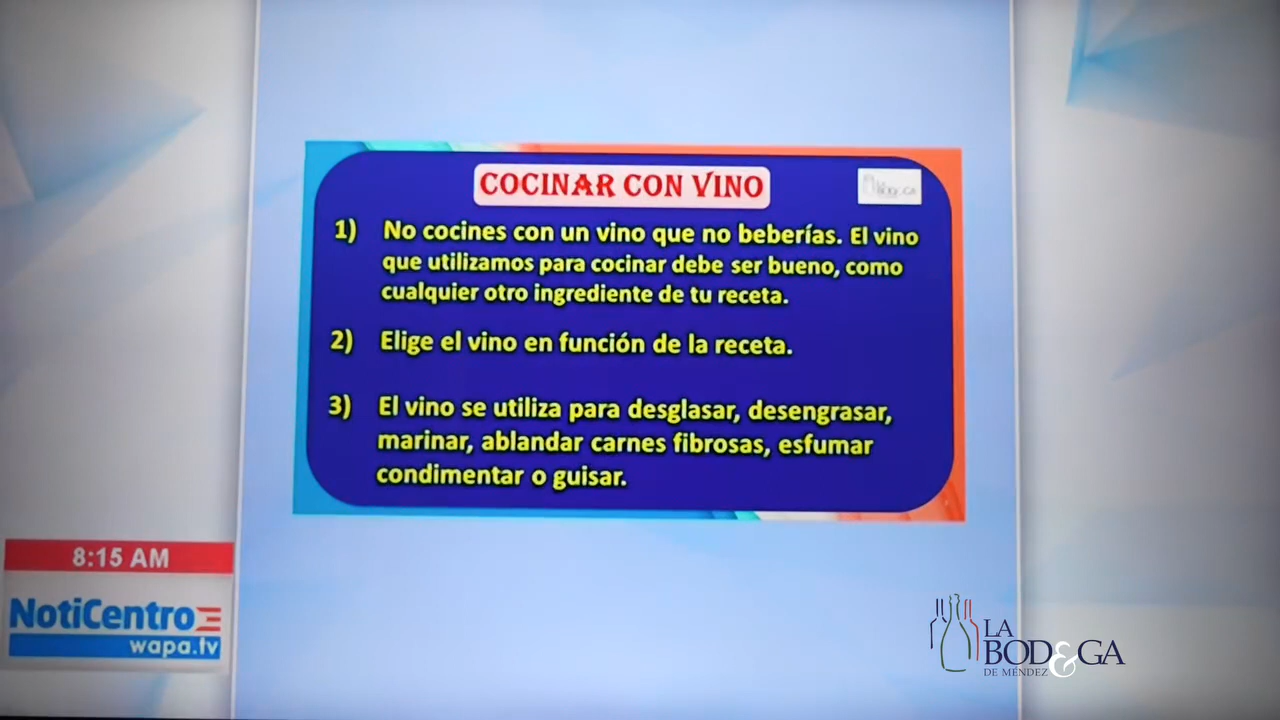 COCINAR CON VINO
BODEGA
1) No cocines con un vino que no beberías. El vino
que utilizamos para cocinar debe ser bueno, como
cualquier otro ingrediente de tu receta.
2) Elige el vino en función de la receta.
3) El vino se utiliza para desglasar, desengrasar,
marinar, ablandar carnes fibrosas, esfumar
condimentar o guisar.
8:15 AM
NotiCentro
wapa.tv
LA
BOD&GA
DE MÉNDEZ